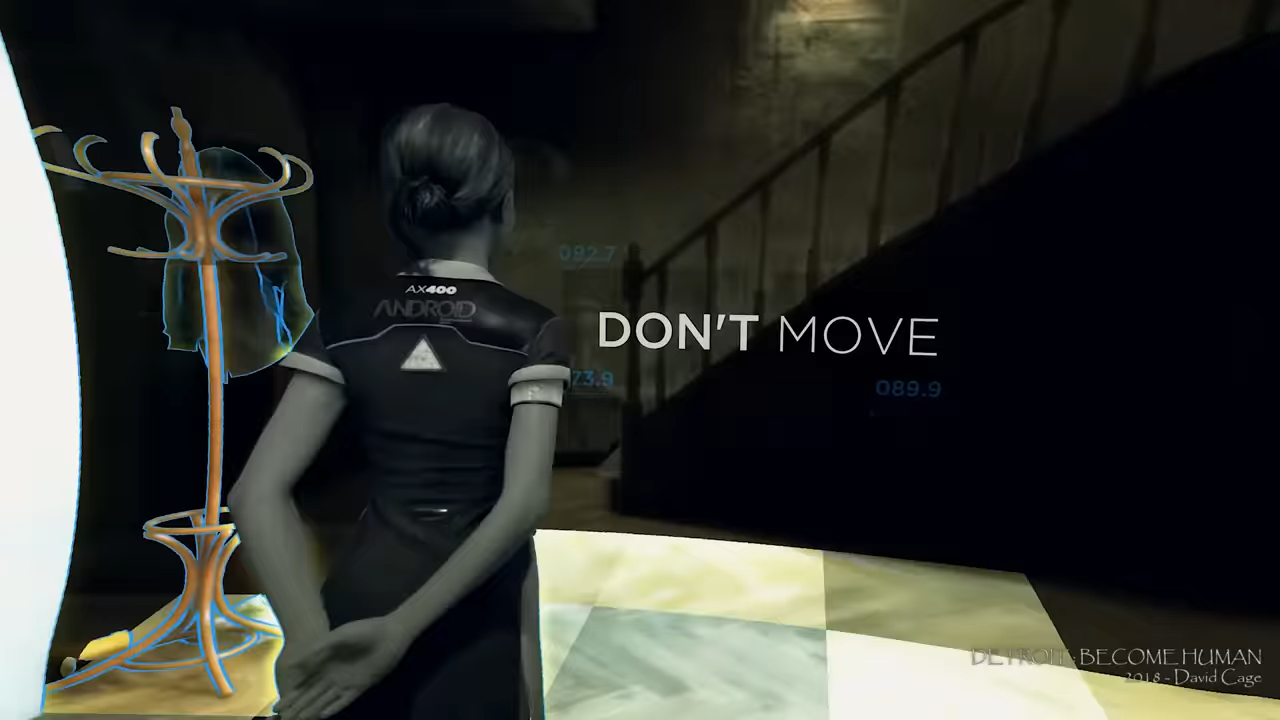 092.7
AX400
ANDROID
DON'T MOVE
73.9
089.9
DETROIT: BECOME HUMAN
2018 - David Cage